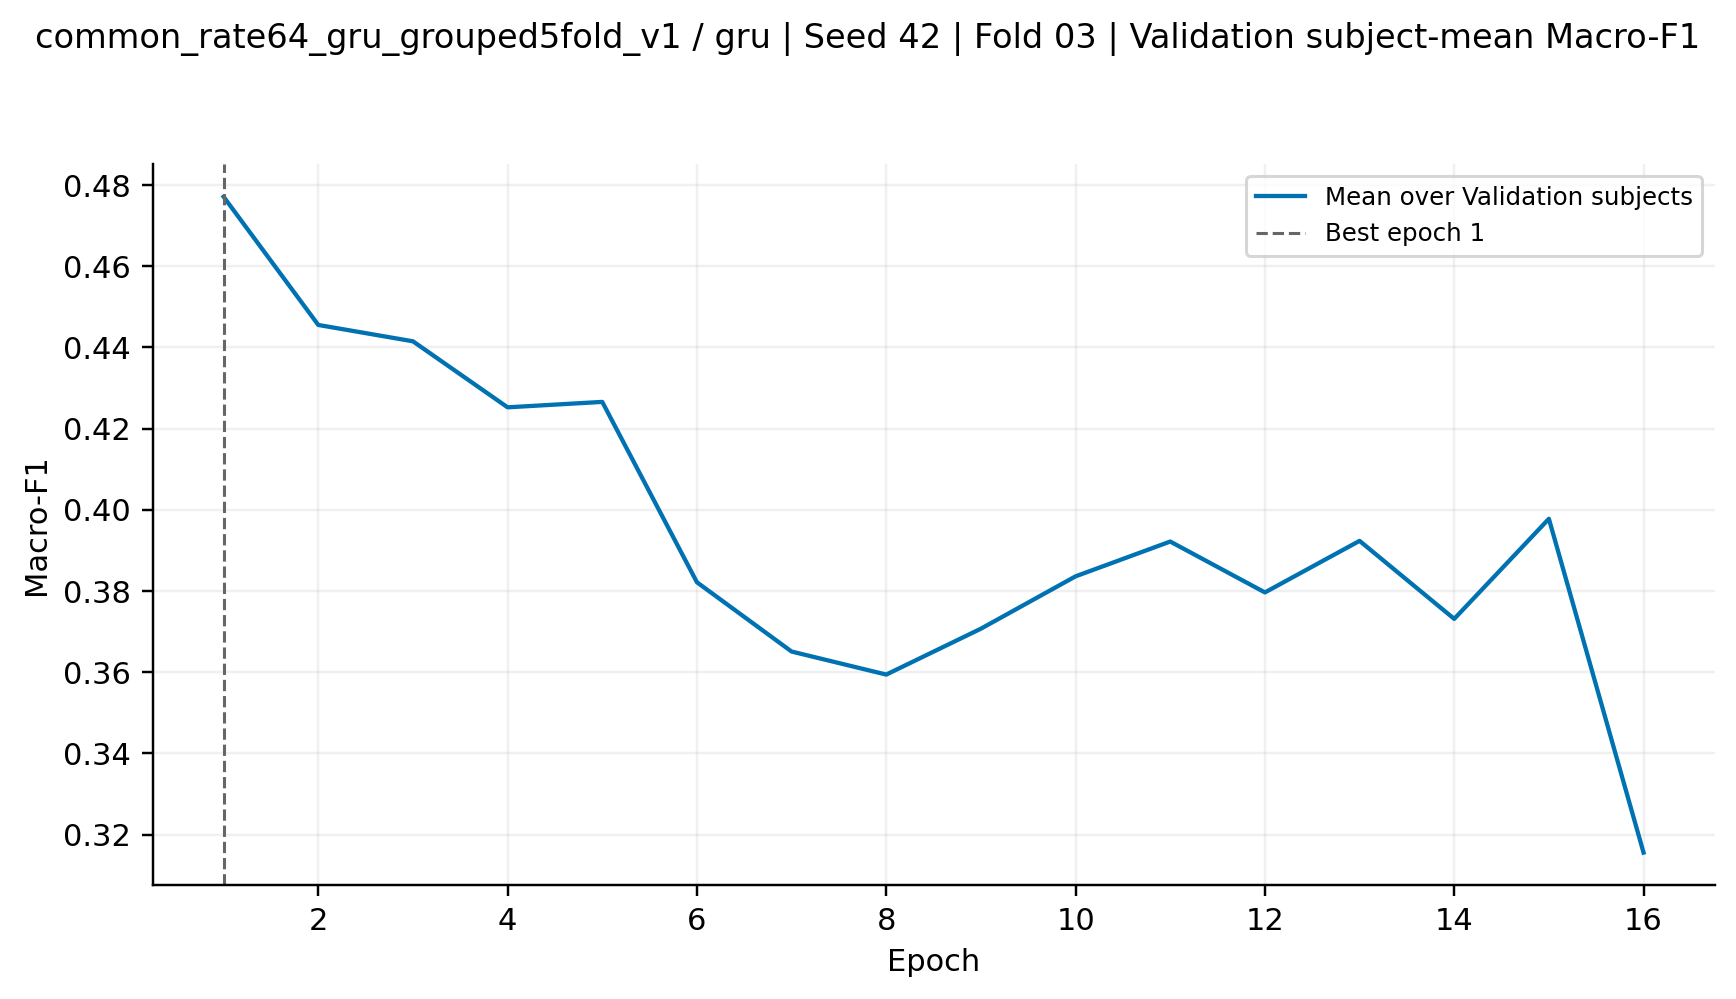 common_rate64_gru_grouped5fold_v1 / gru | Seed 42 | Fold 03 | Validation subject-mean Macro-F1
Mean over Validation subjects
Best epoch 1
0.48
0.46
0.44
0.42
0.40
0.38
0.36
0.34
0.32
Macro-F1
2 4 6 8 10 12 14 16
Epoch